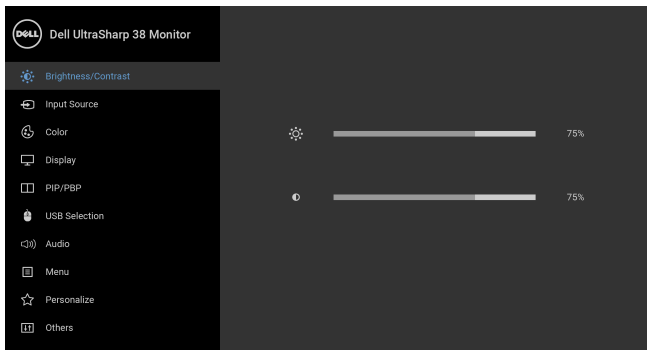 DELL
Dell UltraSharp 38 Monitor
Brightness/Contrast
Input Source
Color
Display
PIP/PBP
USB Selection
Audio
Menu
Personalize
Others
75%
75%